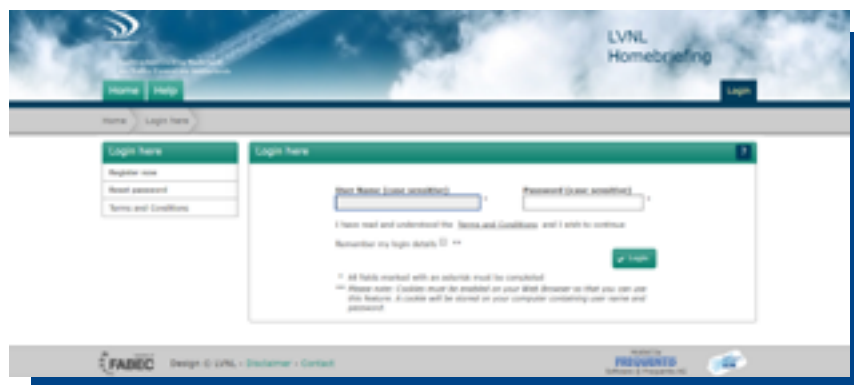 LVNL
Homebriefing
Home Help
Login
Home Login here
Login here
Register now
Reset password
Terms and Conditions
Login here
?
User Name (case sensitive)
Password (case sensitive)
*
*
I have read and understood the Terms and Conditions and I wish to continue.
Remember my login details **
Login
* All fields marked with an asterisk must be completed
** Please note: Cookies must be enabled on your Web Browser so that you can use
this feature. A cookie will be stored on your computer containing user name and
password.
FABEC
Design © LVNL - Disclaimer - Contact
FREQUENTIS